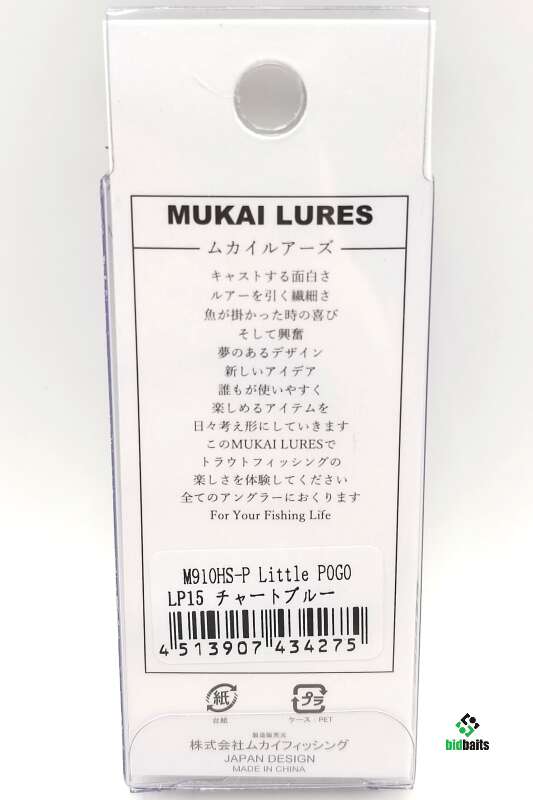 MUKAI LURES
ムカイルアーズ
キャストする面白さ
ルアーを引く繊細さ
魚が掛かった時の喜び
そして興奮
夢のあるデザイン
新しいアイデア
誰もが使いやすく
楽しめるアイテムを
日々考え形にしていきます
このMUKAI LURESで
トラウトフィッシングの
楽しさを体験してください
全てのアングラーにおくります
For Your Fishing Life
M910HS-P Little POGO
LP15 チャートブルー
4 513907 434275
紙 プラ
台紙 ケース:PET
製造販売元
株式会社ムカイフィッシング
JAPAN DESIGN
MADE IN CHINA
bidbaits